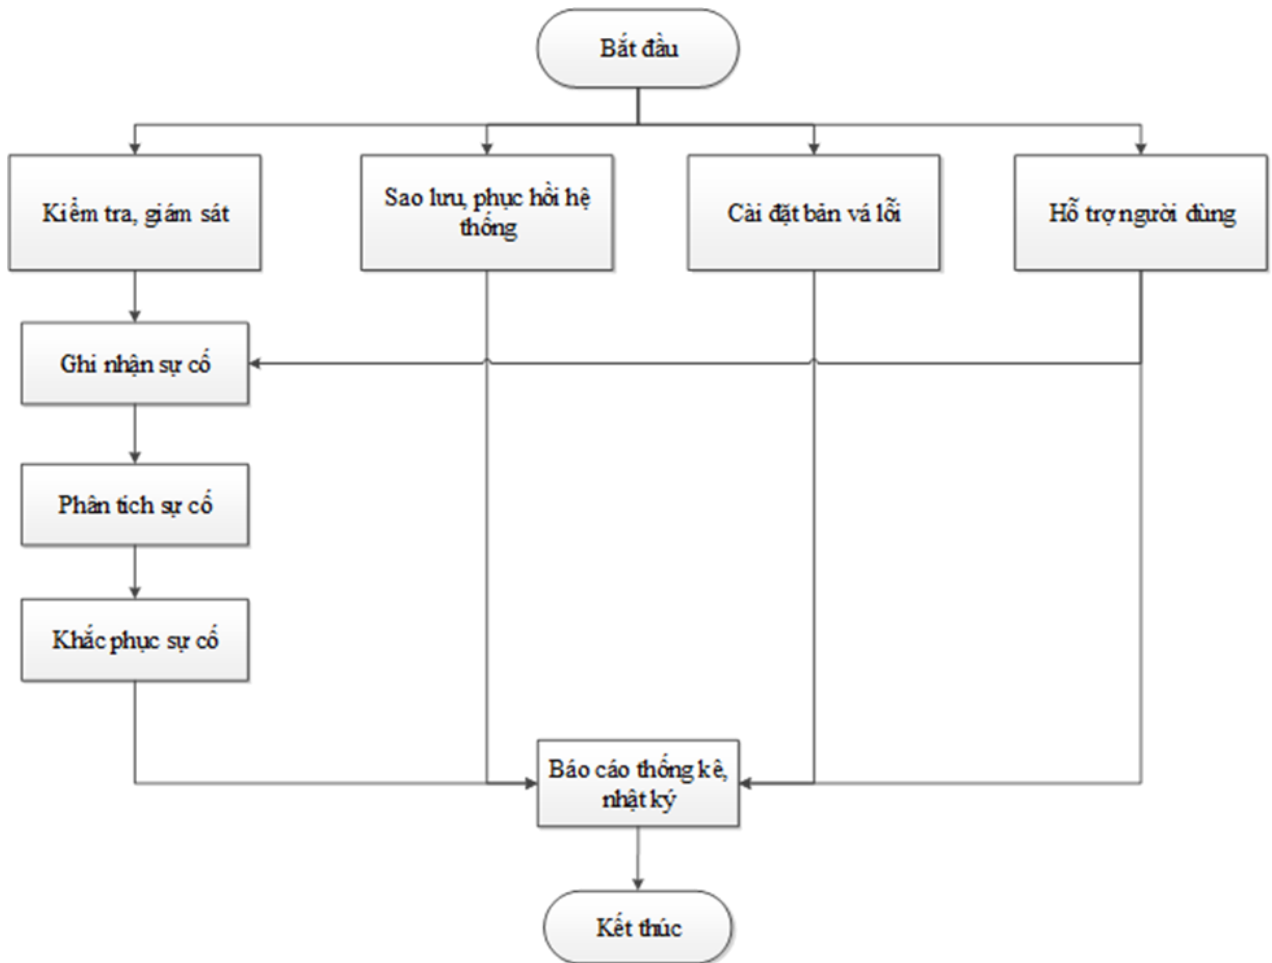 Bắt đầu
Kiểm tra, giám sát
Sao lưu, phục hồi hệ
thống
Cài đặt bản vá lỗi
Hỗ trợ người dùng
Ghi nhận sự cố
Phân tích sự cố
Khắc phục sự cố
Báo cáo thống kê,
nhật ký
Kết thúc